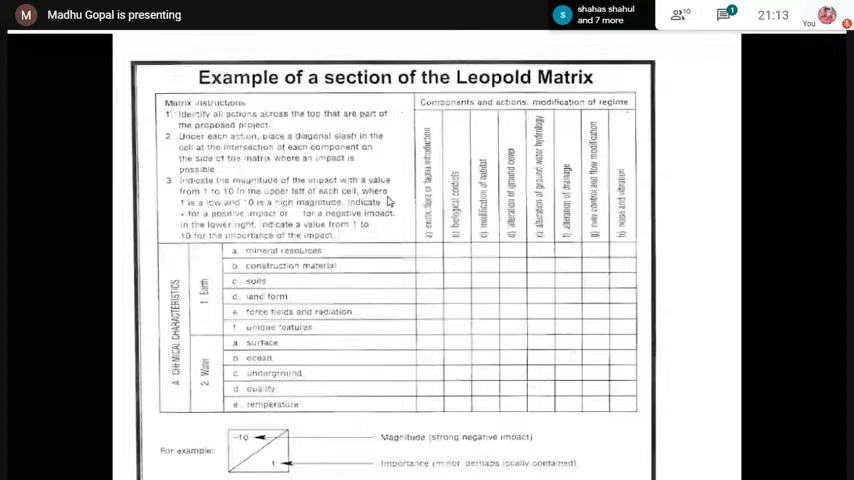 M Madhu Gopal is presenting
S shahas shahul
and 7 more
10
1
21:13
You
Example of a section of the Leopold Matrix
Matrix instructions
1. Identify all actions across the top that are part of
the proposed project.
2. Under each action, place a diagonal slash in the
cell at the intersection of each component on
the side of the matrix where an impact is
possible
3 Indicate the magnitude of the impact with a value
from 1 to 10 in the upper left of each cell, where
1 is a low and 10 is a high magnitude. Indicate
+ for a positive impact or for a negative impact.
In the lower right, indicate a value from 1 to
10 for the importance of the impact.
Components and actions, modification of regime
a) exotic flora or fauna introduction
b) biological controls
c) modification of habitat
d) alteration of ground cover
e) alteration of ground water hydrology
f) alteration of drainage
g) river control and flow modification
h) noise and vibration
A CHEMICAL CHARACTERISTICS
1. Earth
a. mineral resources
b. construction material
c. soils
d. land form
e. force fields and radiation
f. unique features
2. Water
a surface
b ocean
c underground
d quality
e temperature
For example:
-10
Magnitude (strong negative impact)
1
Importance (minor perhaps locally contained)